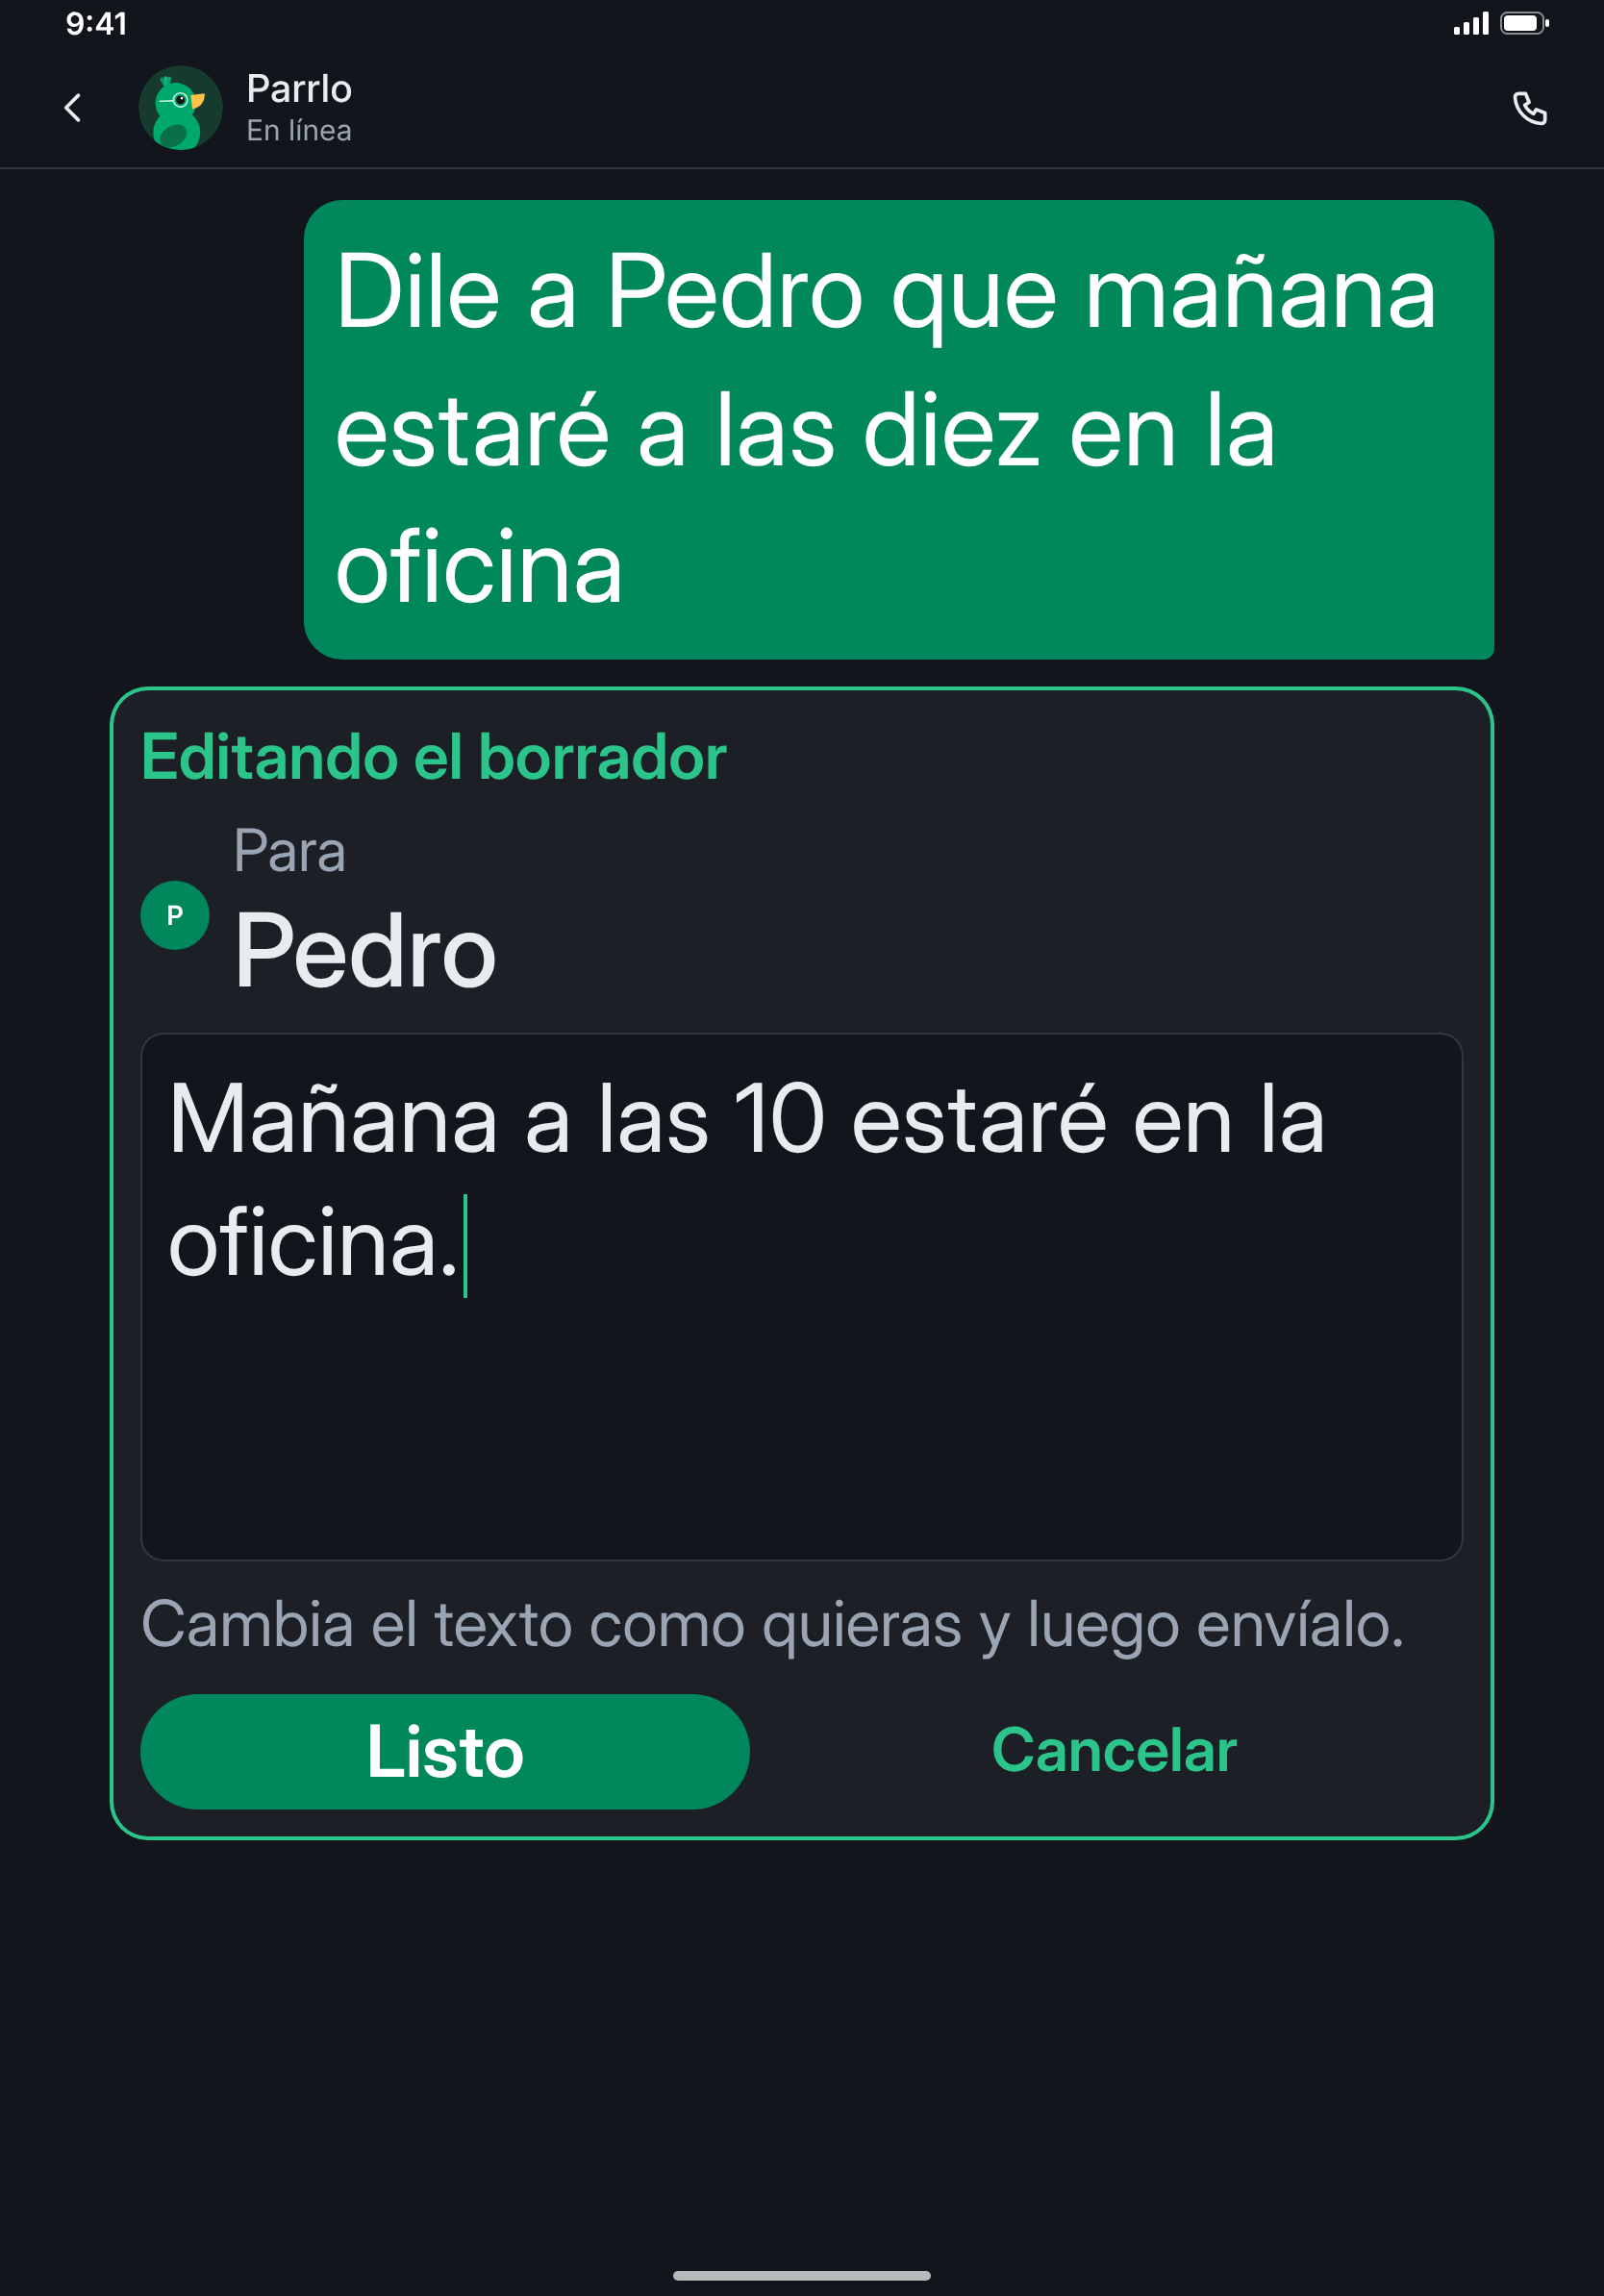 9:41
Parrlo
En línea
Dile a Pedro que mañana
estaré a las diez en la
oficina
Editando el borrador
Para
P
Pedro
Mañana a las 10 estaré en la
oficina.
Cambia el texto como quieras y luego envíalo.
Listo
Cancelar